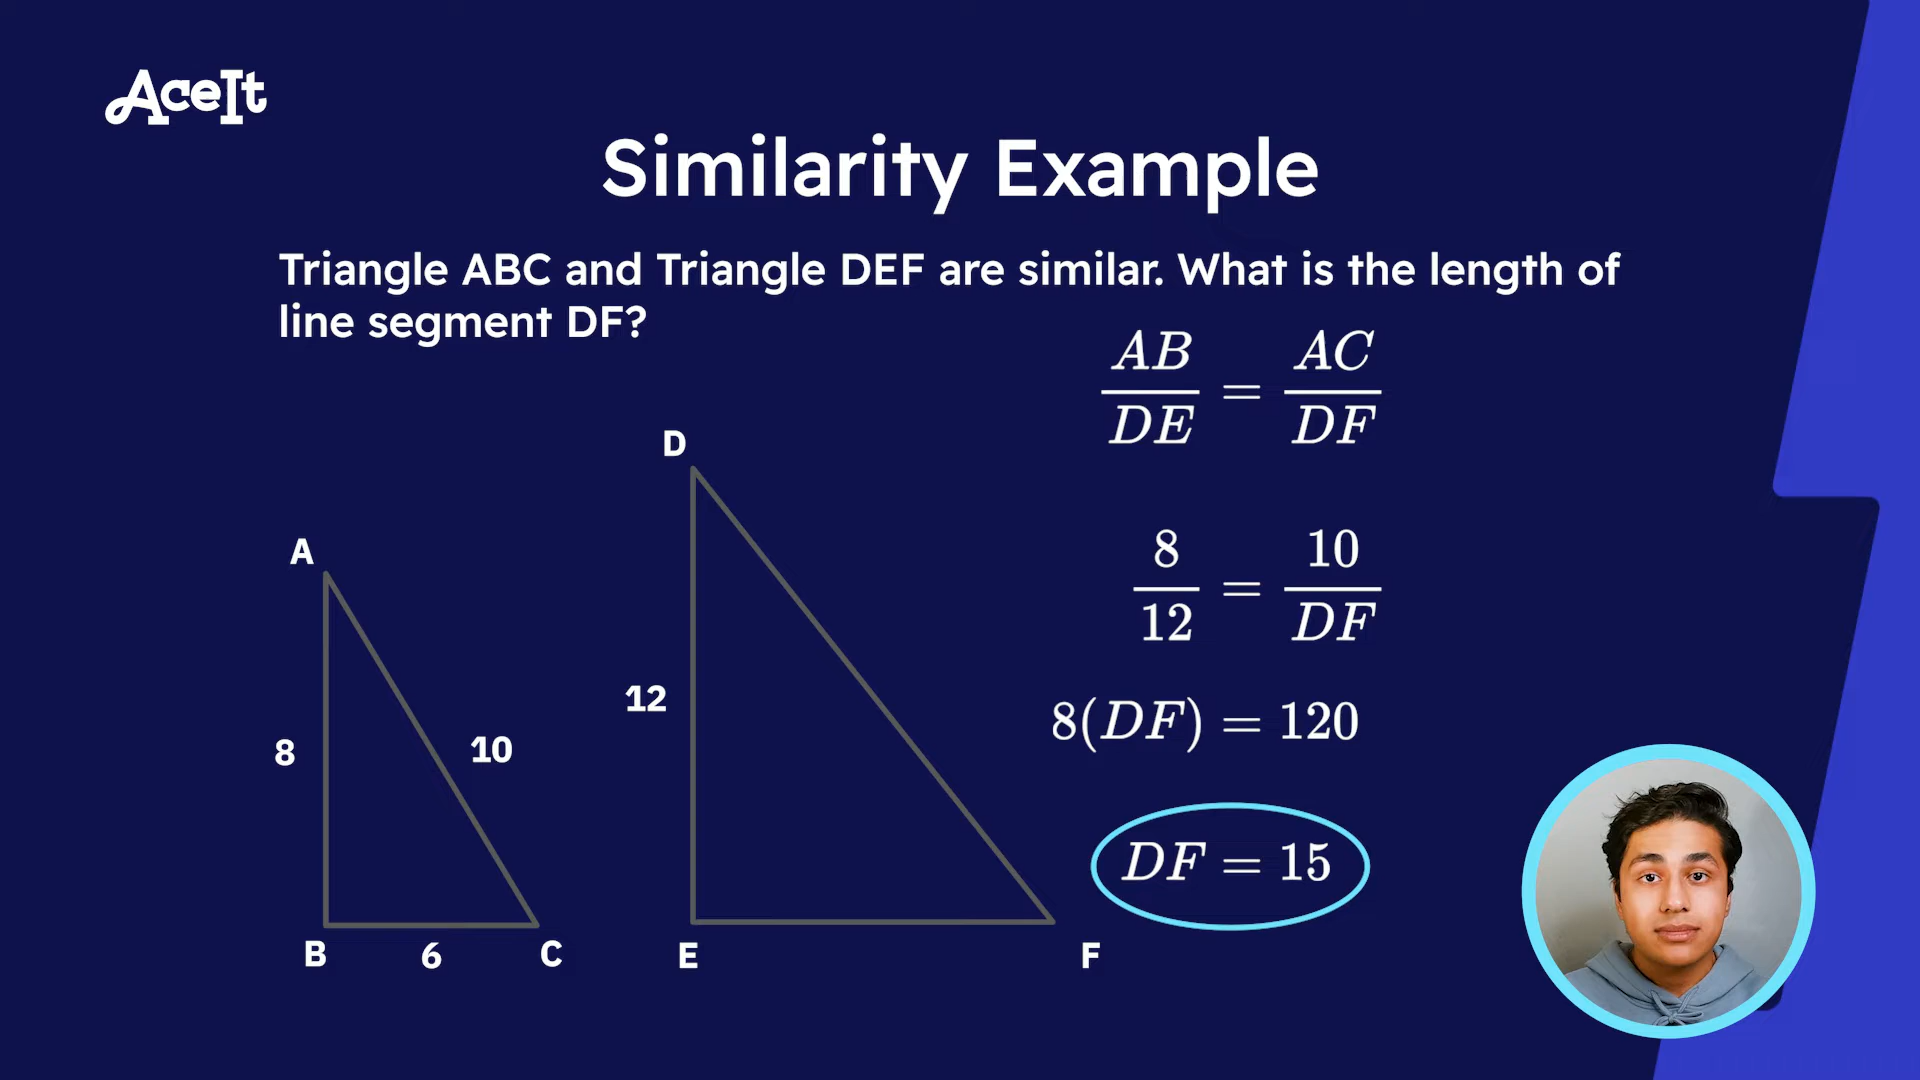 AceIt
Similarity Example
Triangle ABC and Triangle DEF are similar. What is the length of
line segment DF?
AB/DE = AC/DF
8/12 = 10/DF
8(DF) = 120
DF = 15
A
8
10
B
6
C
D
12
E
F